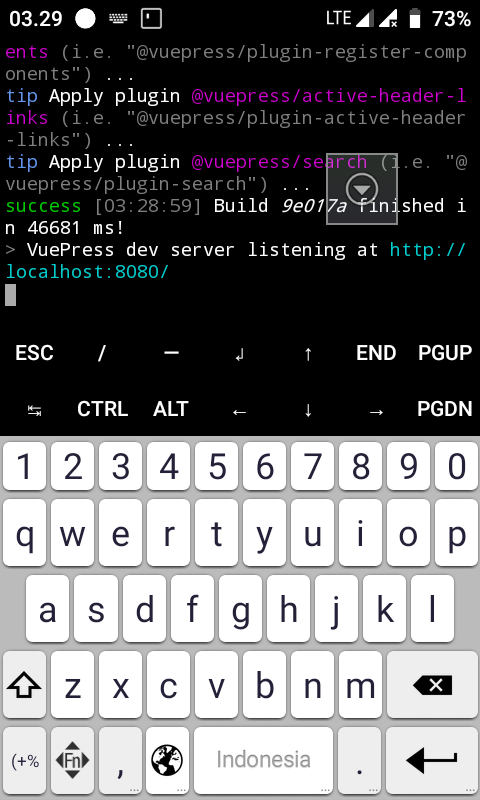 03.29 LTE 73%
ents (i.e. "@vuepress/plugin-register-comp
onents") ...
tip Apply plugin @vuepress/active-header-l
inks (i.e. "@vuepress/plugin-active-header
-links") ...
tip Apply plugin @vuepress/search (i.e. "@
vuepress/plugin-search") ...
success [03:28:59] Build 9e017a finished i
n 46681 ms!
> VuePress dev server listening at http://
localhost:8080/
ESC / — ↲ ↑ END PGUP
↹ CTRL ALT ← ↓ → PGDN
1 2 3 4 5 6 7 8 9 0
q w e r t y u i o p
a s d f g h j k l
z x c v b n m
(+% Fn , ... Indonesia ... . ...